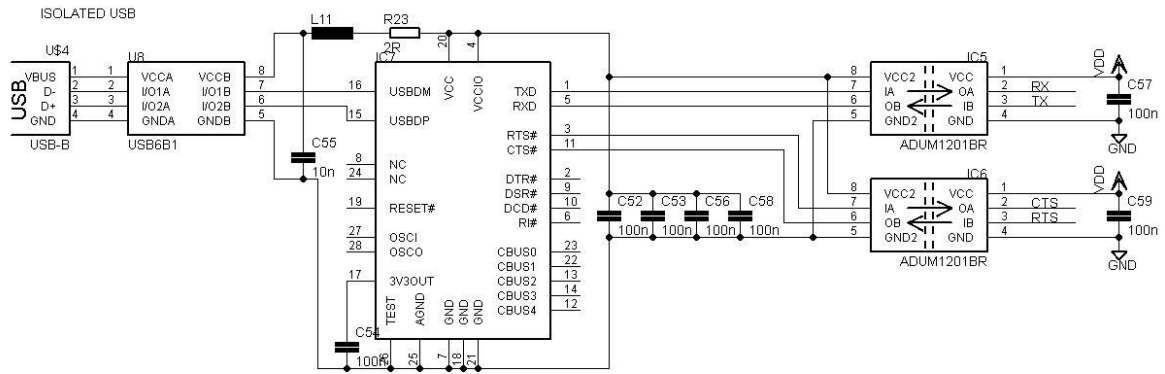 ISOLATED USB
L11 R23
2R
U$4 U8 IC7 IC5
USB
VBUS 1 1 VCCA VCCB 8
D- 2 2 I/O1A I/O1B 7
D+ 3 3 I/O2A I/O2B 6
GND 4 4 GNDA GNDB 5
USB-B USB6B1
20 4
VCC VCCIO
16 USBDM TXD 1
15 USBDP RXD 5
RTS# 3
CTS# 11
8 NC
24 NC DTR# 2
DSR# 9
19 RESET# DCD# 10
RI# 6
27 OSCI
28 OSCO CBUS0 23
CBUS1 22
17 3V3OUT CBUS2 13
CBUS3 14
CBUS4 12
TEST AGND GND GND GND
26 25 7 18 21
C55
10n
C54
100n
C52 C53 C56 C58
100n 100n 100n 100n
8 VCC2 VCC 1
7 IA OA 2 RX
6 OB IB 3 TX
5 GND2 GND 4
ADUM1201BR
VDD
C57
100n
GND
IC6
8 VCC2 VCC 1
7 IA OA 2 CTS
6 OB IB 3 RTS
5 GND2 GND 4
ADUM1201BR
VDD
C59
100n
GND